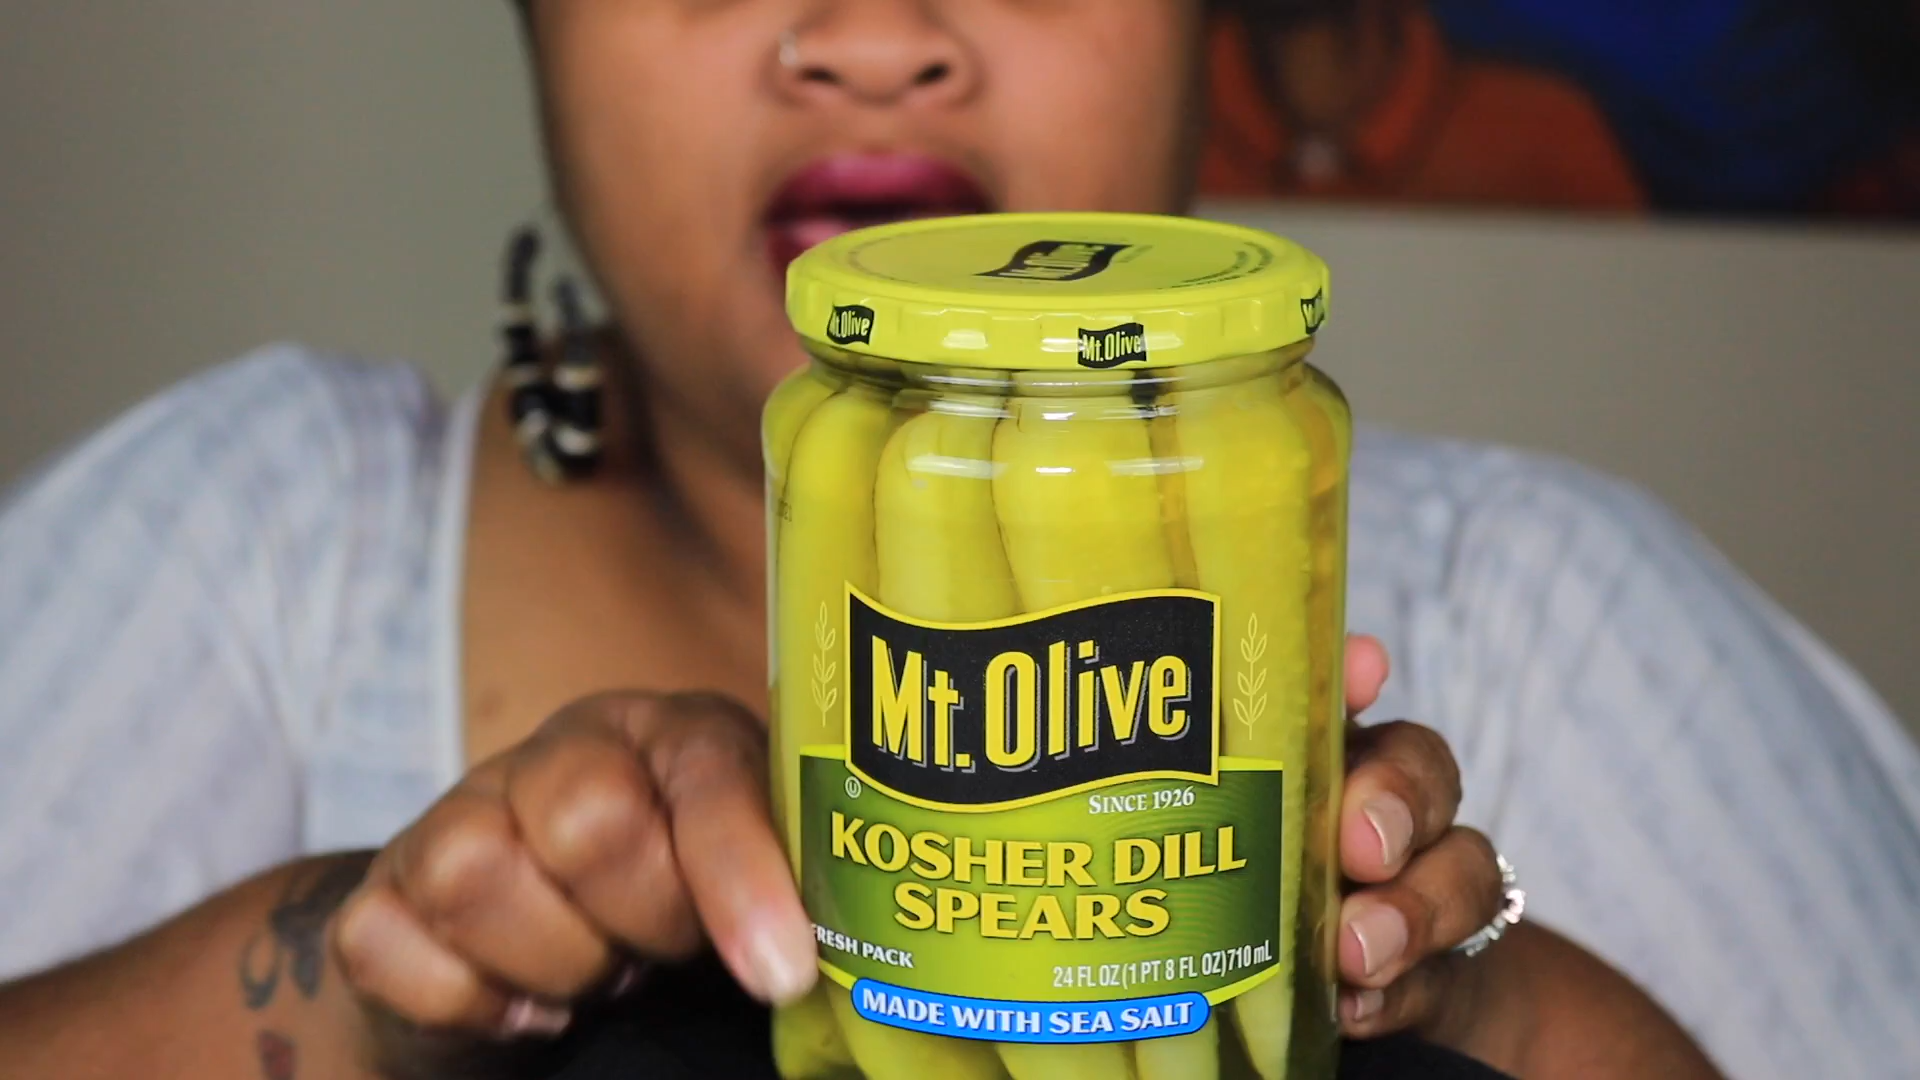 Mt. Olive
Mt. Olive
Mt. Olive
Mt. Olive
U
SINCE 1926
KOSHER DILL
SPEARS
FRESH PACK
24 FL OZ (1 PT 8 FL OZ) 710 mL
MADE WITH SEA SALT